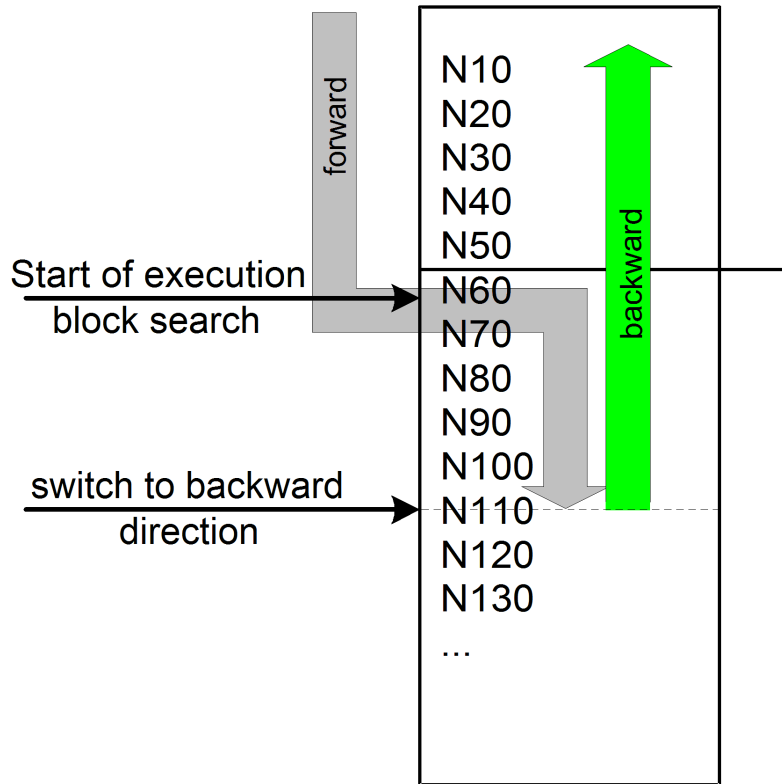 forward
N10
N20
N30
N40
N50
N60
N70
N80
N90
N100
N110
N120
N130
...
backward
Start of execution
block search
switch to backward
direction